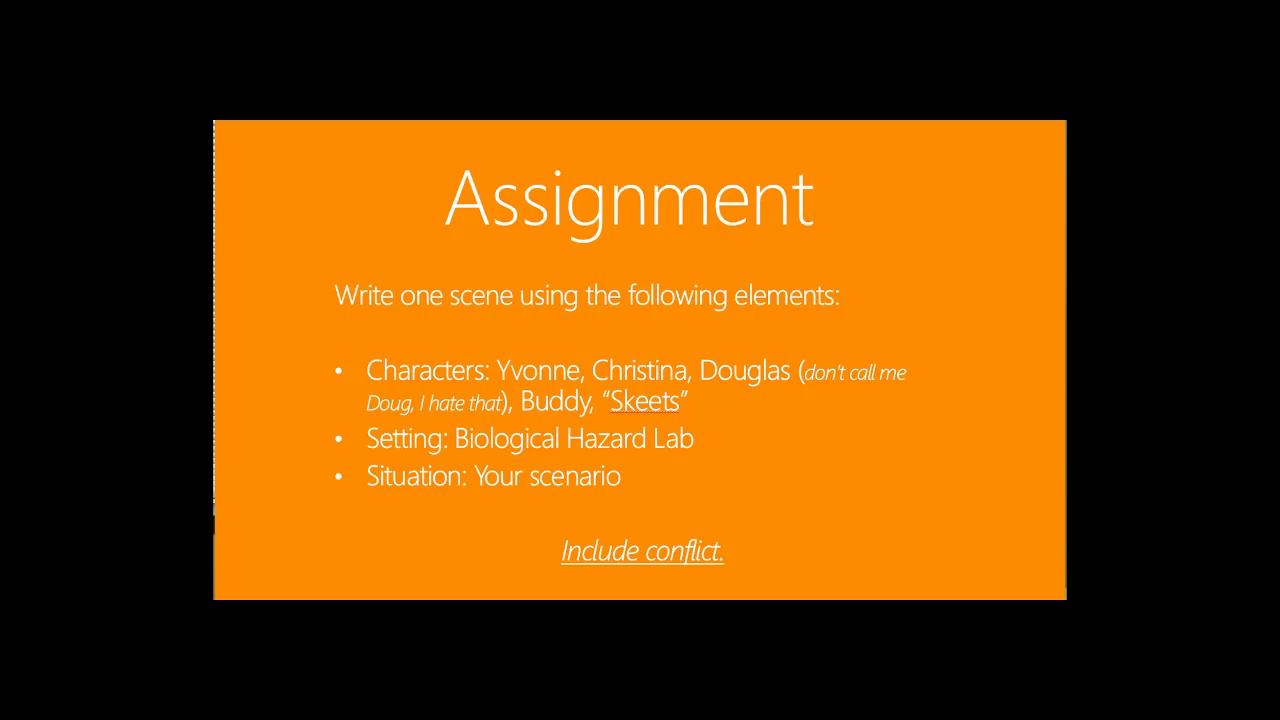 Assignment
Write one scene using the following elements:
• Characters: Yvonne, Christina, Douglas (don't call me
Doug, I hate that), Buddy, “Skeets”
• Setting: Biological Hazard Lab
• Situation: Your scenario
Include conflict.